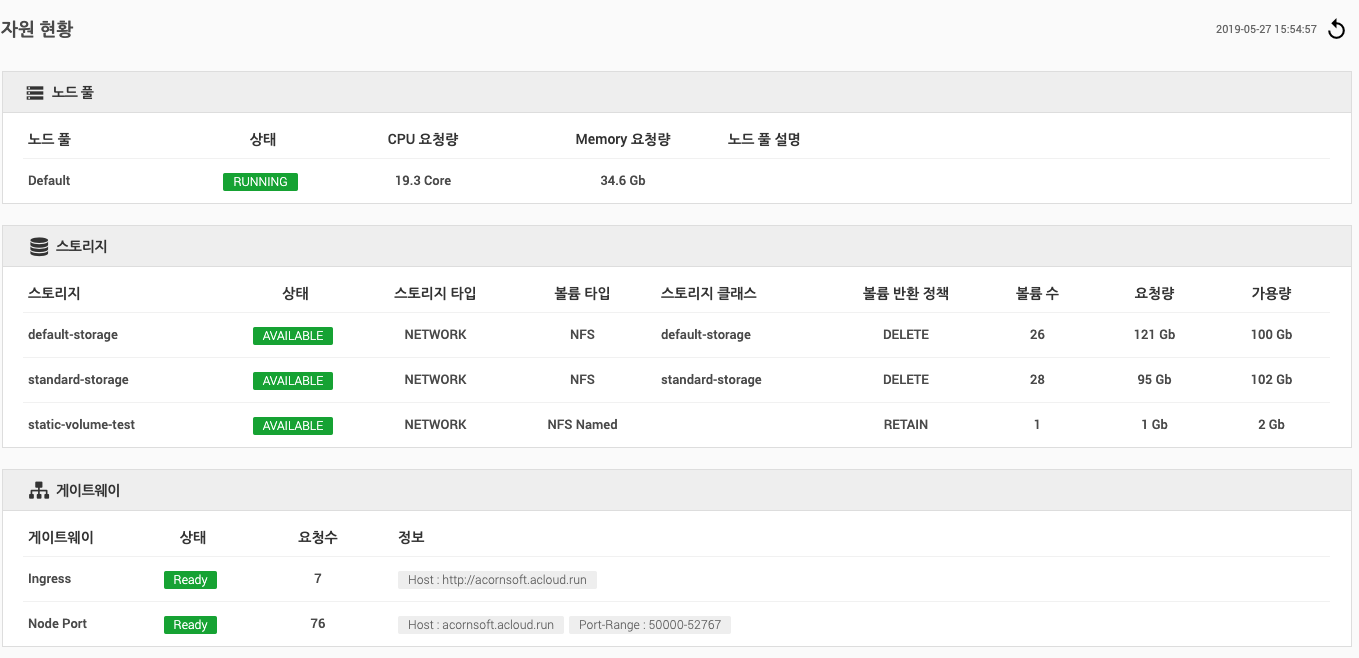 자원 현황
2019-05-27 15:54:57
노드 풀
노드 풀 상태 CPU 요청량 Memory 요청량 노드 풀 설명
Default RUNNING 19.3 Core 34.6 Gb
스토리지
스토리지 상태 스토리지 타입 볼륨 타입 스토리지 클래스 볼륨 반환 정책 볼륨 수 요청량 가용량
default-storage AVAILABLE NETWORK NFS default-storage DELETE 26 121 Gb 100 Gb
standard-storage AVAILABLE NETWORK NFS standard-storage DELETE 28 95 Gb 102 Gb
static-volume-test AVAILABLE NETWORK NFS Named RETAIN 1 1 Gb 2 Gb
게이트웨이
게이트웨이 상태 요청수 정보
Ingress Ready 7 Host : http://acornsoft.acloud.run
Node Port Ready 76 Host : acornsoft.acloud.run Port-Range : 50000-52767